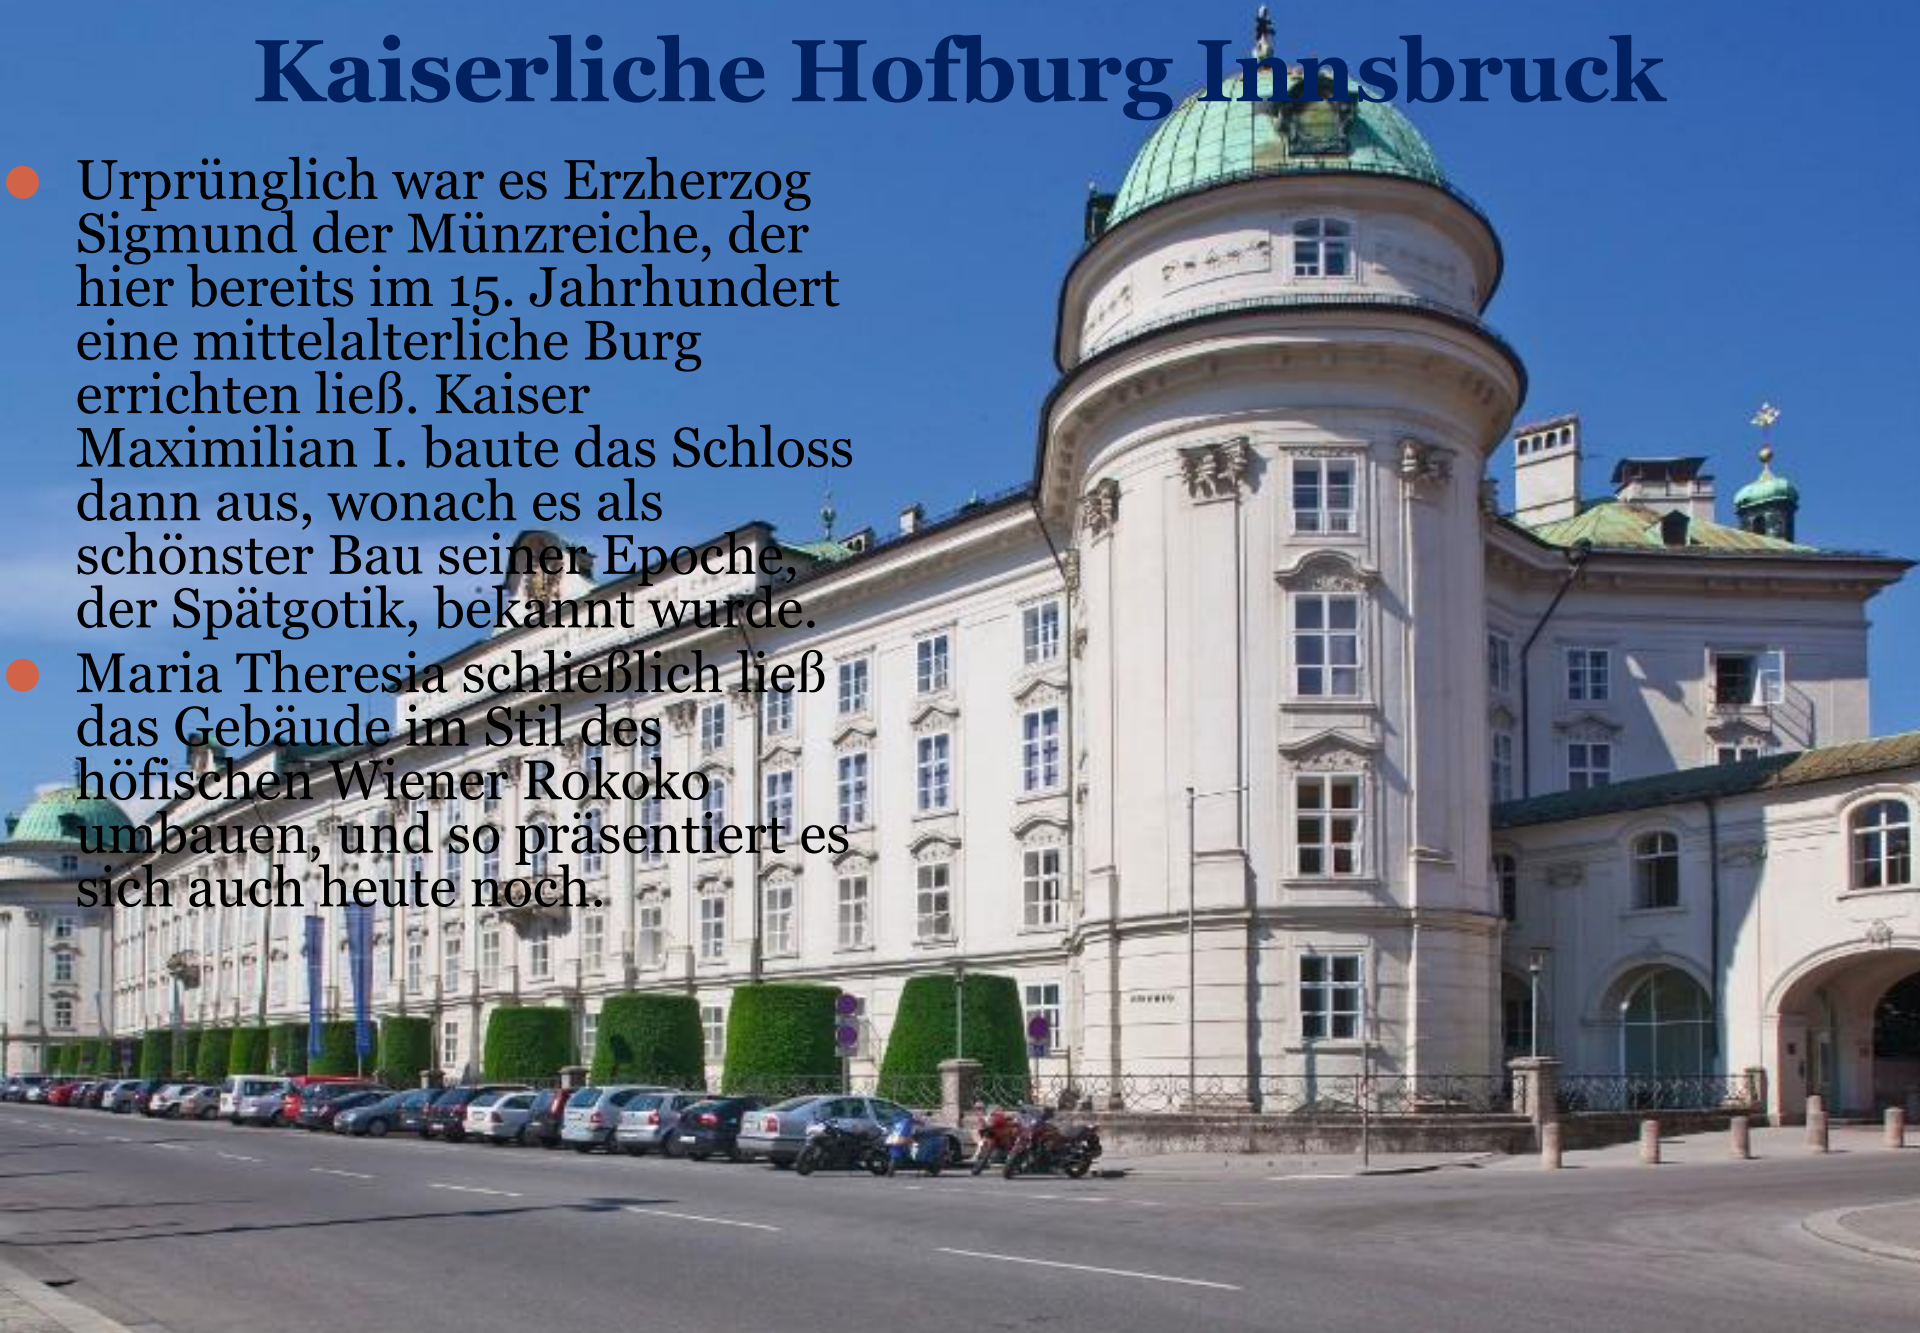 Kaiserliche Hofburg Innsbruck
Urprünglich war es Erzherzog
Sigmund der Münzreiche, der
hier bereits im 15. Jahrhundert
eine mittelalterliche Burg
errichten ließ. Kaiser
Maximilian I. baute das Schloss
dann aus, wonach es als
schönster Bau seiner Epoche,
der Spätgotik, bekannt wurde.
Maria Theresia schließlich ließ
das Gebäude im Stil des
höfischen Wiener Rokoko
umbauen, und so präsentiert es
sich auch heute noch.